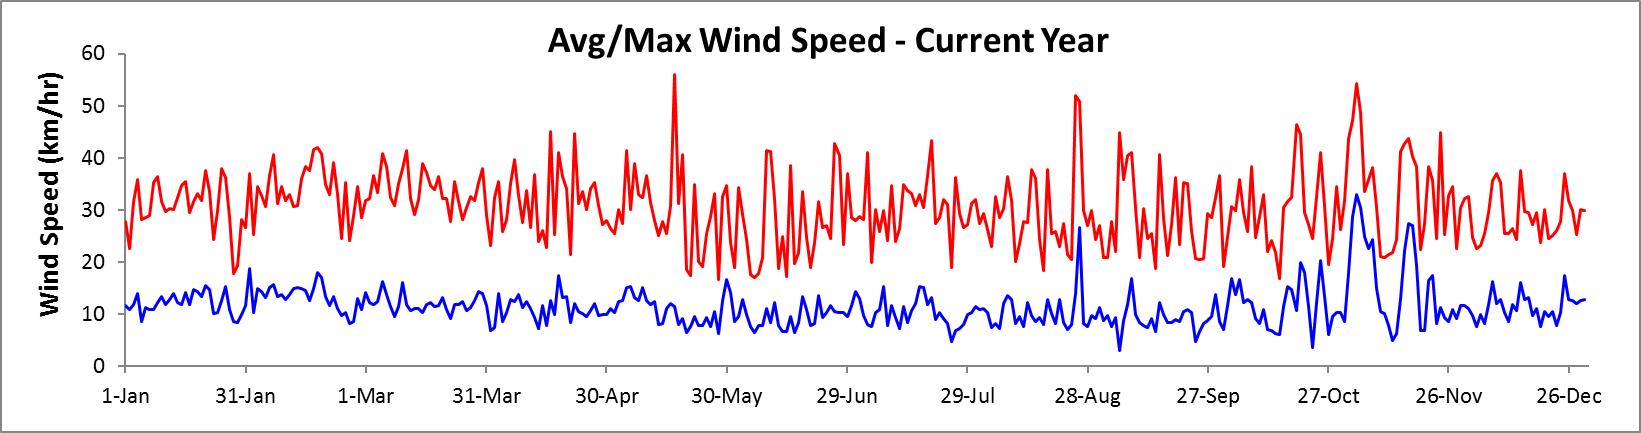 Avg/Max Wind Speed - Current Year
Wind Speed (km/hr)
60
50
40
30
20
10
0
1-Jan 31-Jan 1-Mar 31-Mar 30-Apr 30-May 29-Jun 29-Jul 28-Aug 27-Sep 27-Oct 26-Nov 26-Dec